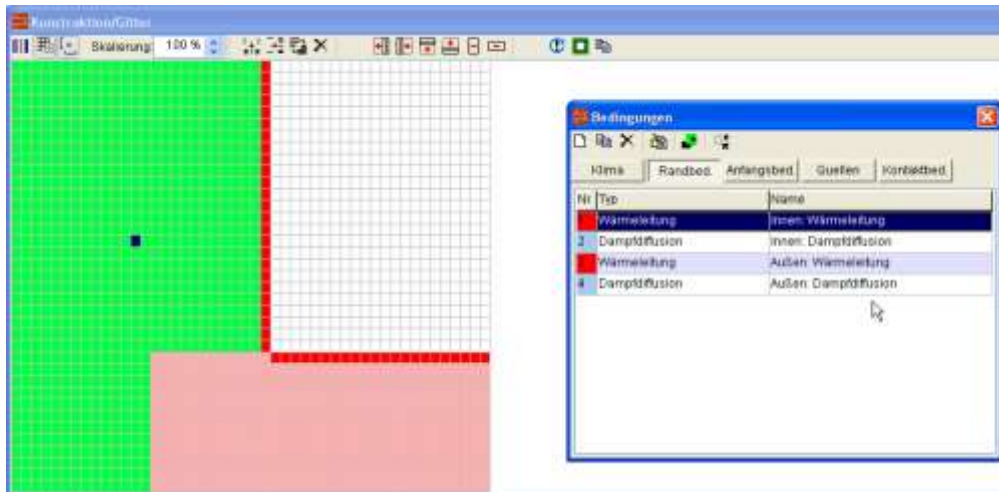 Konstruktion/Gitter
Skalierung: 100 %
Bedingungen
Klima Randbed. Anfangsbed. Quellen Kontaktbed.
Nr Typ Name
Wärmeleitung Innen: Wärmeleitung
2 Dampfdiffusion Innen: Dampfdiffusion
Wärmeleitung Außen: Wärmeleitung
4 Dampfdiffusion Außen: Dampfdiffusion